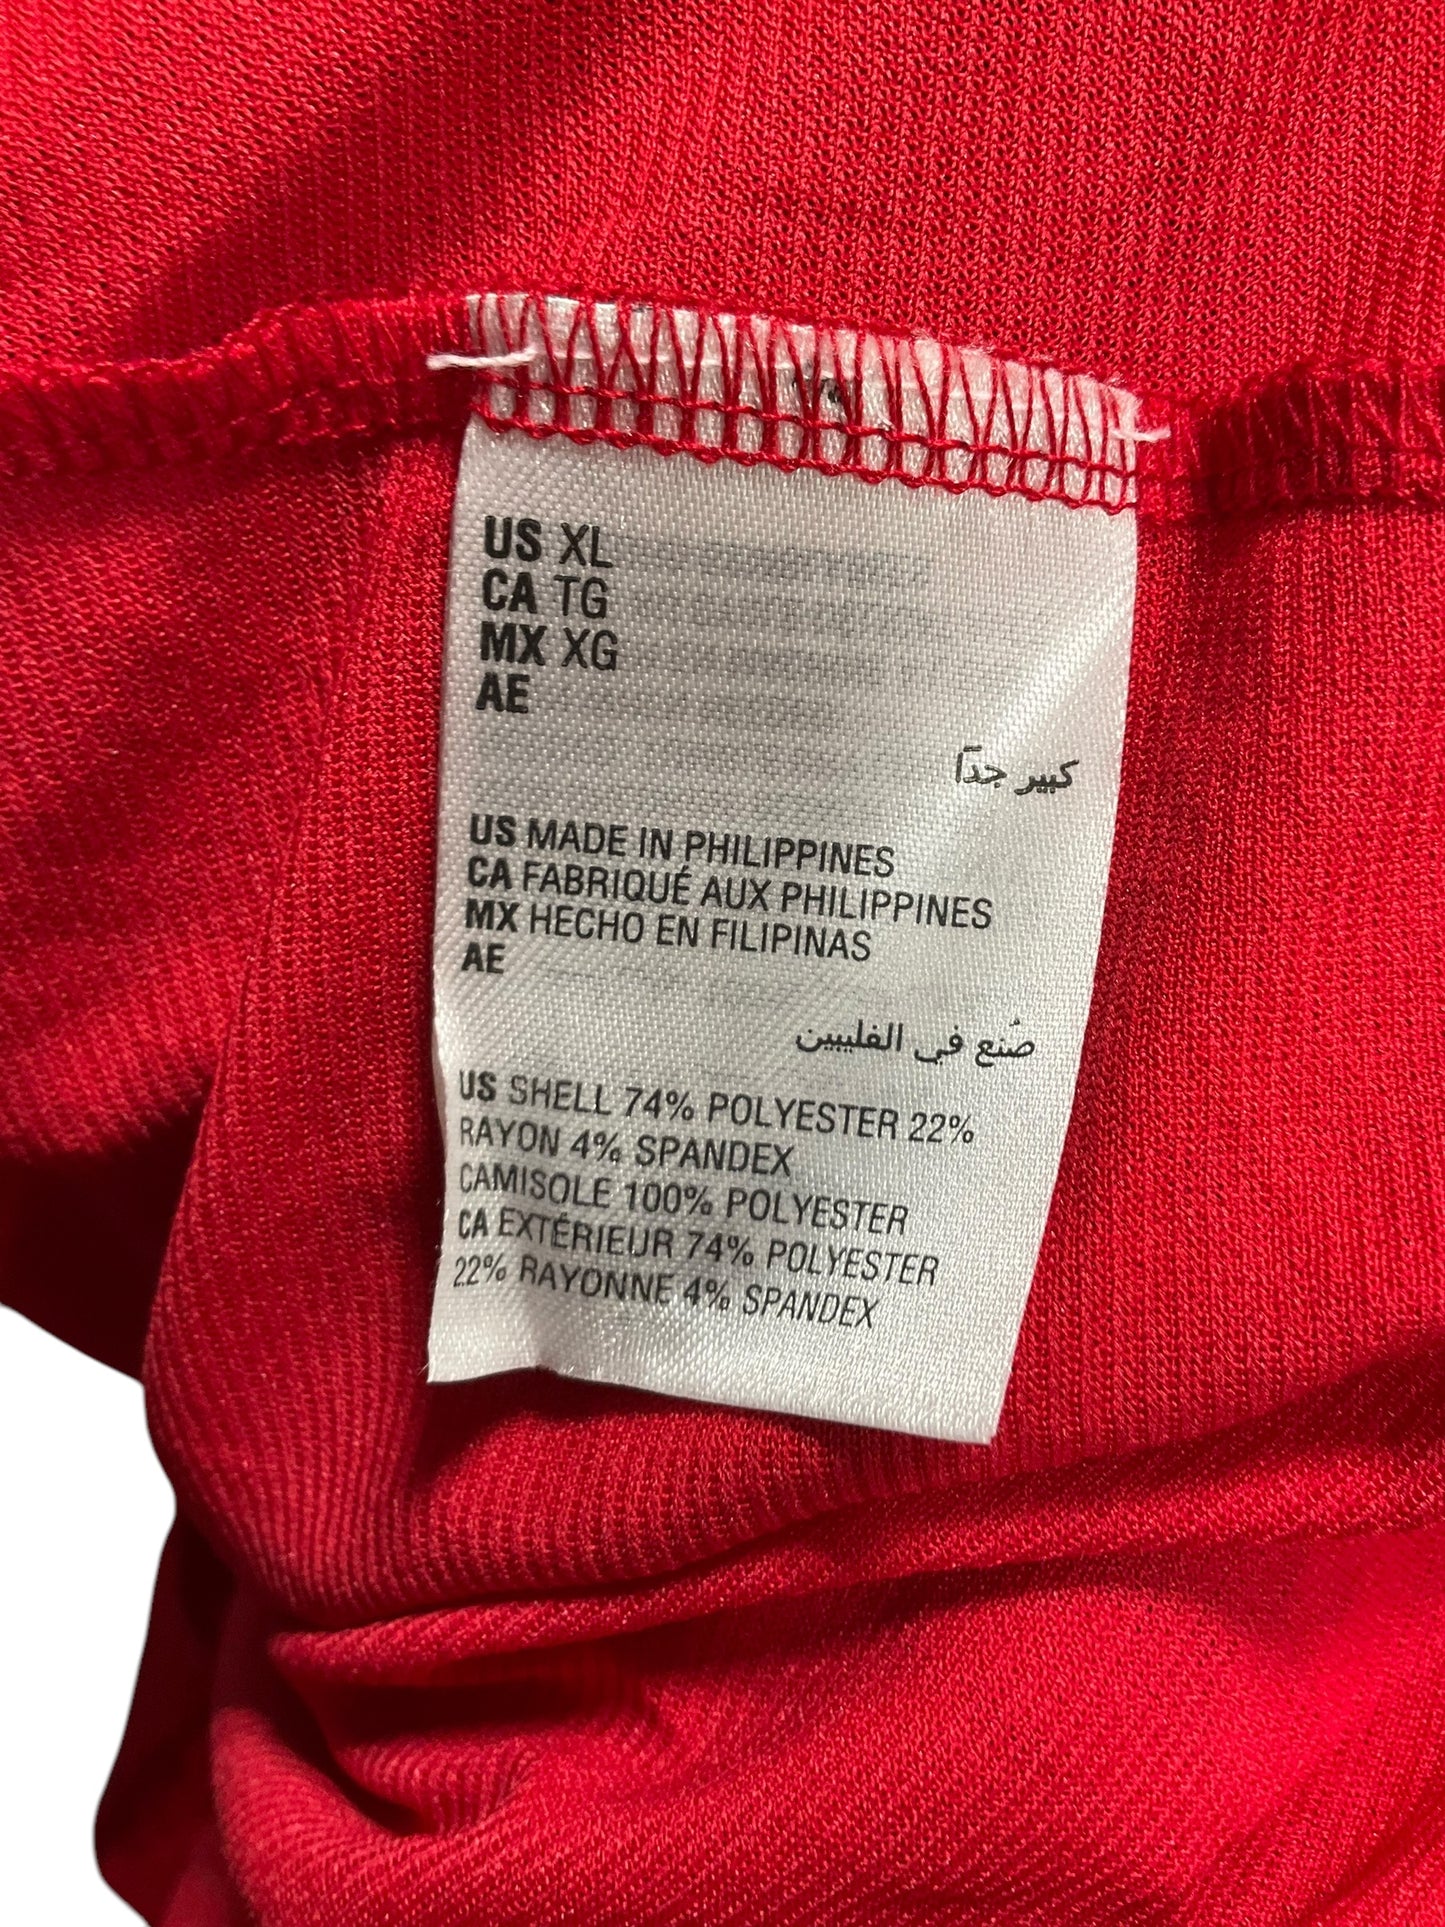 US XL
CA TG
MX XG
AE
كبير جداً
US MADE IN PHILIPPINES
CA FABRIQUÉ AUX PHILIPPINES
MX HECHO EN FILIPINAS
AE
صُنع في الفليبين
US SHELL 74% POLYESTER 22%
RAYON 4% SPANDEX
CAMISOLE 100% POLYESTER
CA EXTÉRIEUR 74% POLYESTER
22% RAYONNE 4% SPANDEX